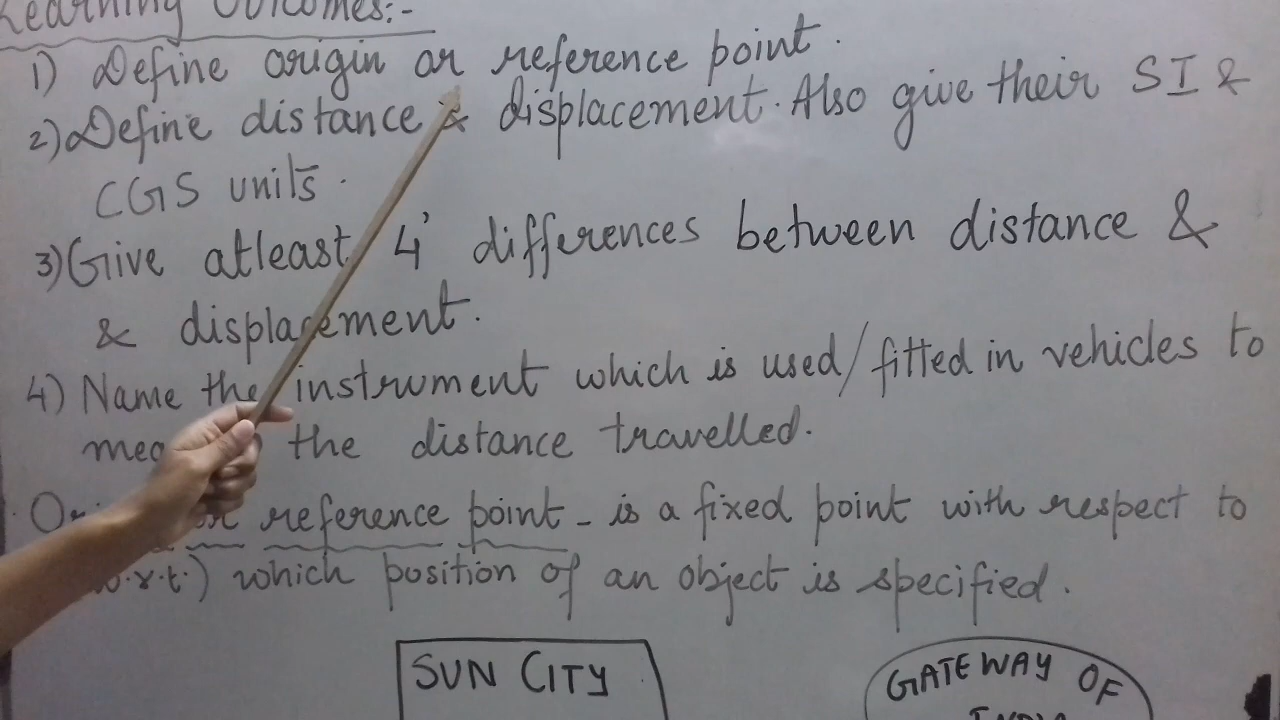 Learning Outcomes:-
1) Define origin or reference point.
2) Define distance & displacement. Also give their SI &
CGS units.
3) Give atleast 4' differences between distance &
& displacement.
4) Name the instrument which is used/fitted in vehicles to
the distance travelled.
or reference point - is a fixed point with respect to
w.r.t.) which position of an object is specified.
SUN CITY
GATEWAY OF
INDIA